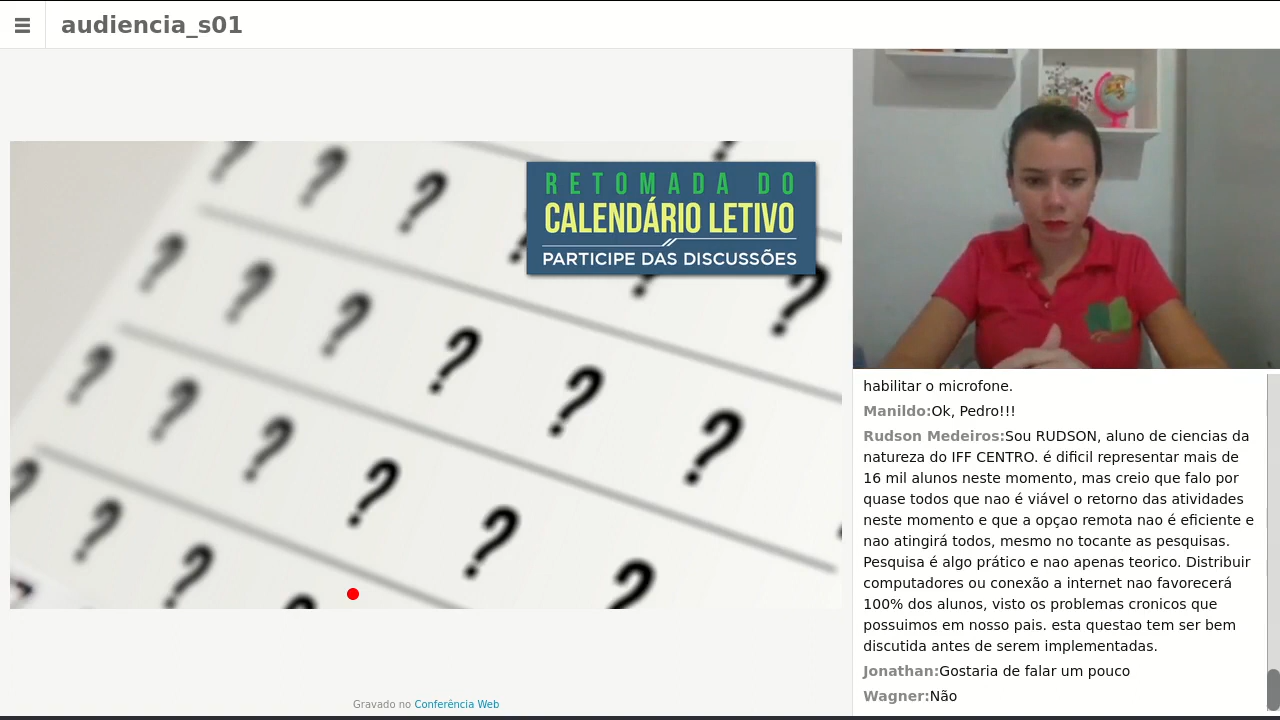 audiencia_s01
RETOMADA DO
CALENDÁRIO LETIVO
PARTICIPE DAS DISCUSSÕES
? ? ? ?
? ? ? ? ? ?
? ? ? ? ? ?
? ? ? ? ?
? ? ? ?
habilitar o microfone.
Manildo:Ok, Pedro!!!
Rudson Medeiros:Sou RUDSON, aluno de ciencias da
natureza do IFF CENTRO. é dificil representar mais de
16 mil alunos neste momento, mas creio que falo por
quase todos que nao é viável o retorno das atividades
neste momento e que a opçao remota nao é eficiente e
nao atingirá todos, mesmo no tocante as pesquisas.
Pesquisa é algo prático e nao apenas teorico. Distribuir
computadores ou conexão a internet nao favorecerá
100% dos alunos, visto os problemas cronicos que
possuimos em nosso pais. esta questao tem ser bem
discutida antes de serem implementadas.
Jonathan:Gostaria de falar um pouco
Wagner:Não
Gravado no Conferência Web